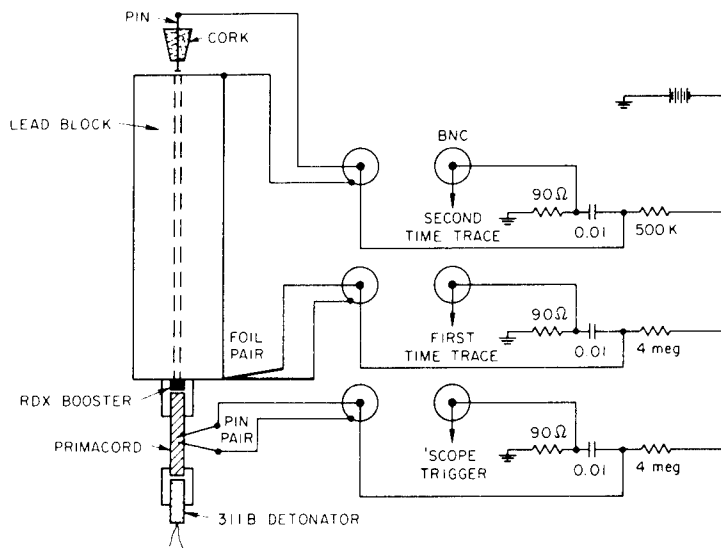 PIN
CORK
LEAD BLOCK
BNC
90Ω
SECOND
TIME TRACE
0.01
500 K
FOIL
PAIR
90Ω
FIRST
TIME TRACE
0.01
4 meg
RDX BOOSTER
PIN
PAIR
PRIMACORD
90Ω
'SCOPE
TRIGGER
0.01
4 meg
311B DETONATOR